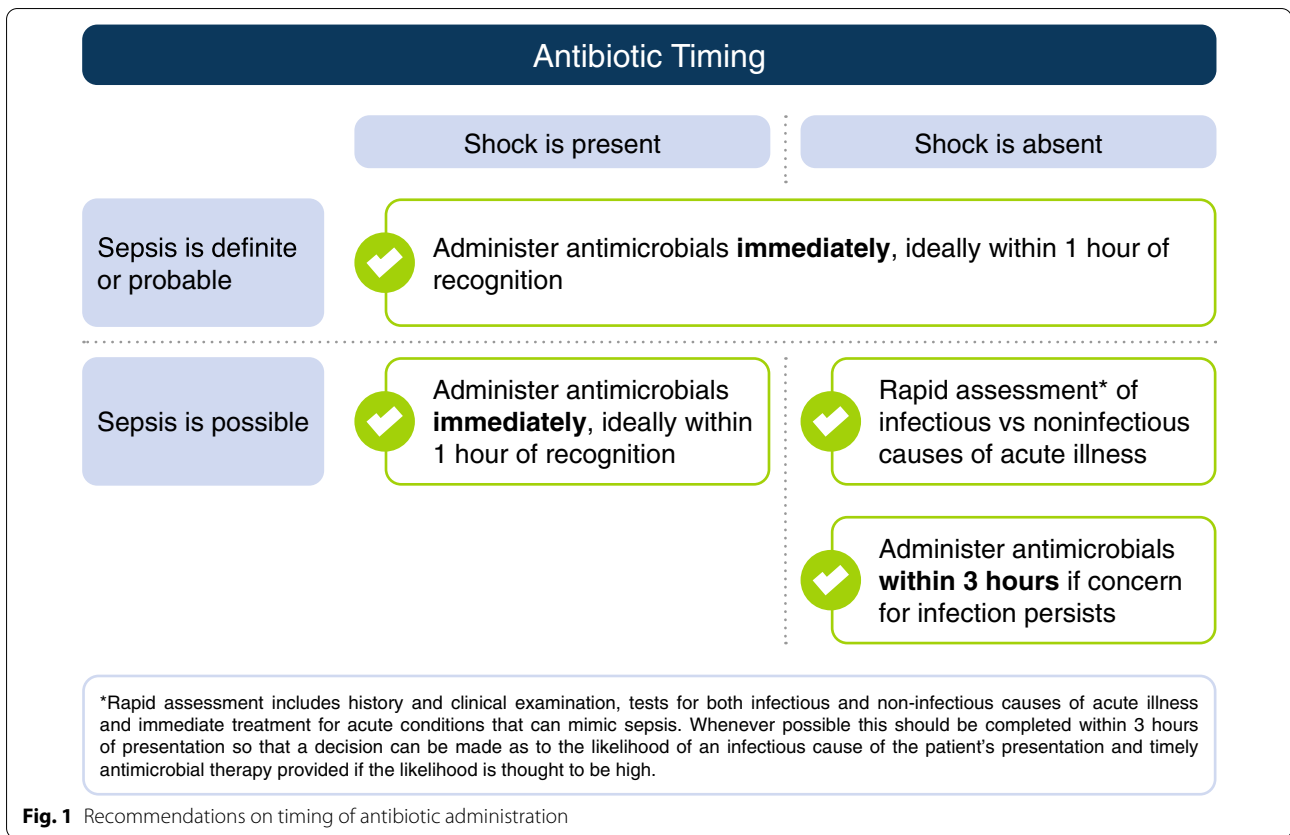 Antibiotic Timing
Shock is present
Shock is absent
Sepsis is definite
or probable
Administer antimicrobials immediately, ideally within 1 hour of
recognition
Sepsis is possible
Administer antimicrobials
immediately, ideally within
1 hour of recognition
Rapid assessment* of
infectious vs noninfectious
causes of acute illness
Administer antimicrobials
within 3 hours if concern
for infection persists
*Rapid assessment includes history and clinical examination, tests for both infectious and non-infectious causes of acute illness
and immediate treatment for acute conditions that can mimic sepsis. Whenever possible this should be completed within 3 hours
of presentation so that a decision can be made as to the likelihood of an infectious cause of the patient's presentation and timely
antimicrobial therapy provided if the likelihood is thought to be high.
Fig. 1 Recommendations on timing of antibiotic administration